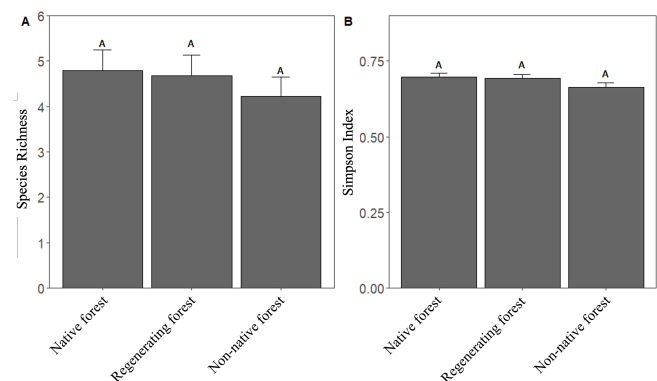 A
6
5
4
3
2
1
0
Species Richness
A
A
A
Native forest
Regenerating forest
Non-native forest
B
0.75
0.50
0.25
0.00
Simpson Index
A
A
A
Native forest
Regenerating forest
Non-native forest